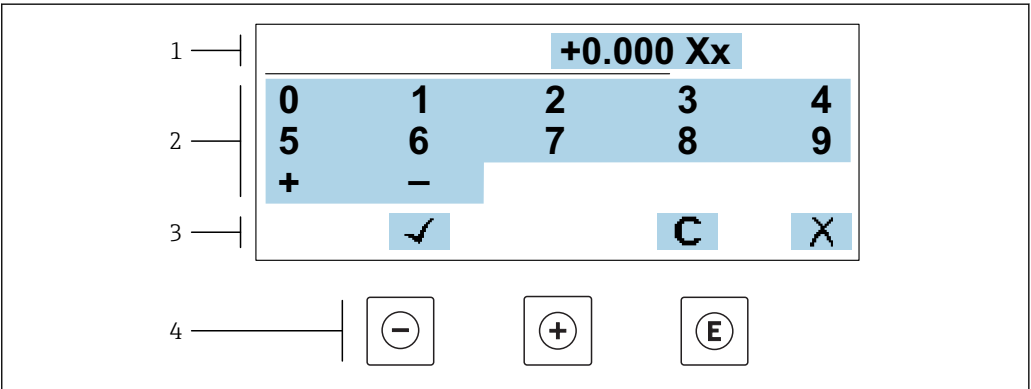 1 +0.000 Xx
0 1 2 3 4
2 5 6 7 8 9
+ –
3 ✓ C X
4 - + E